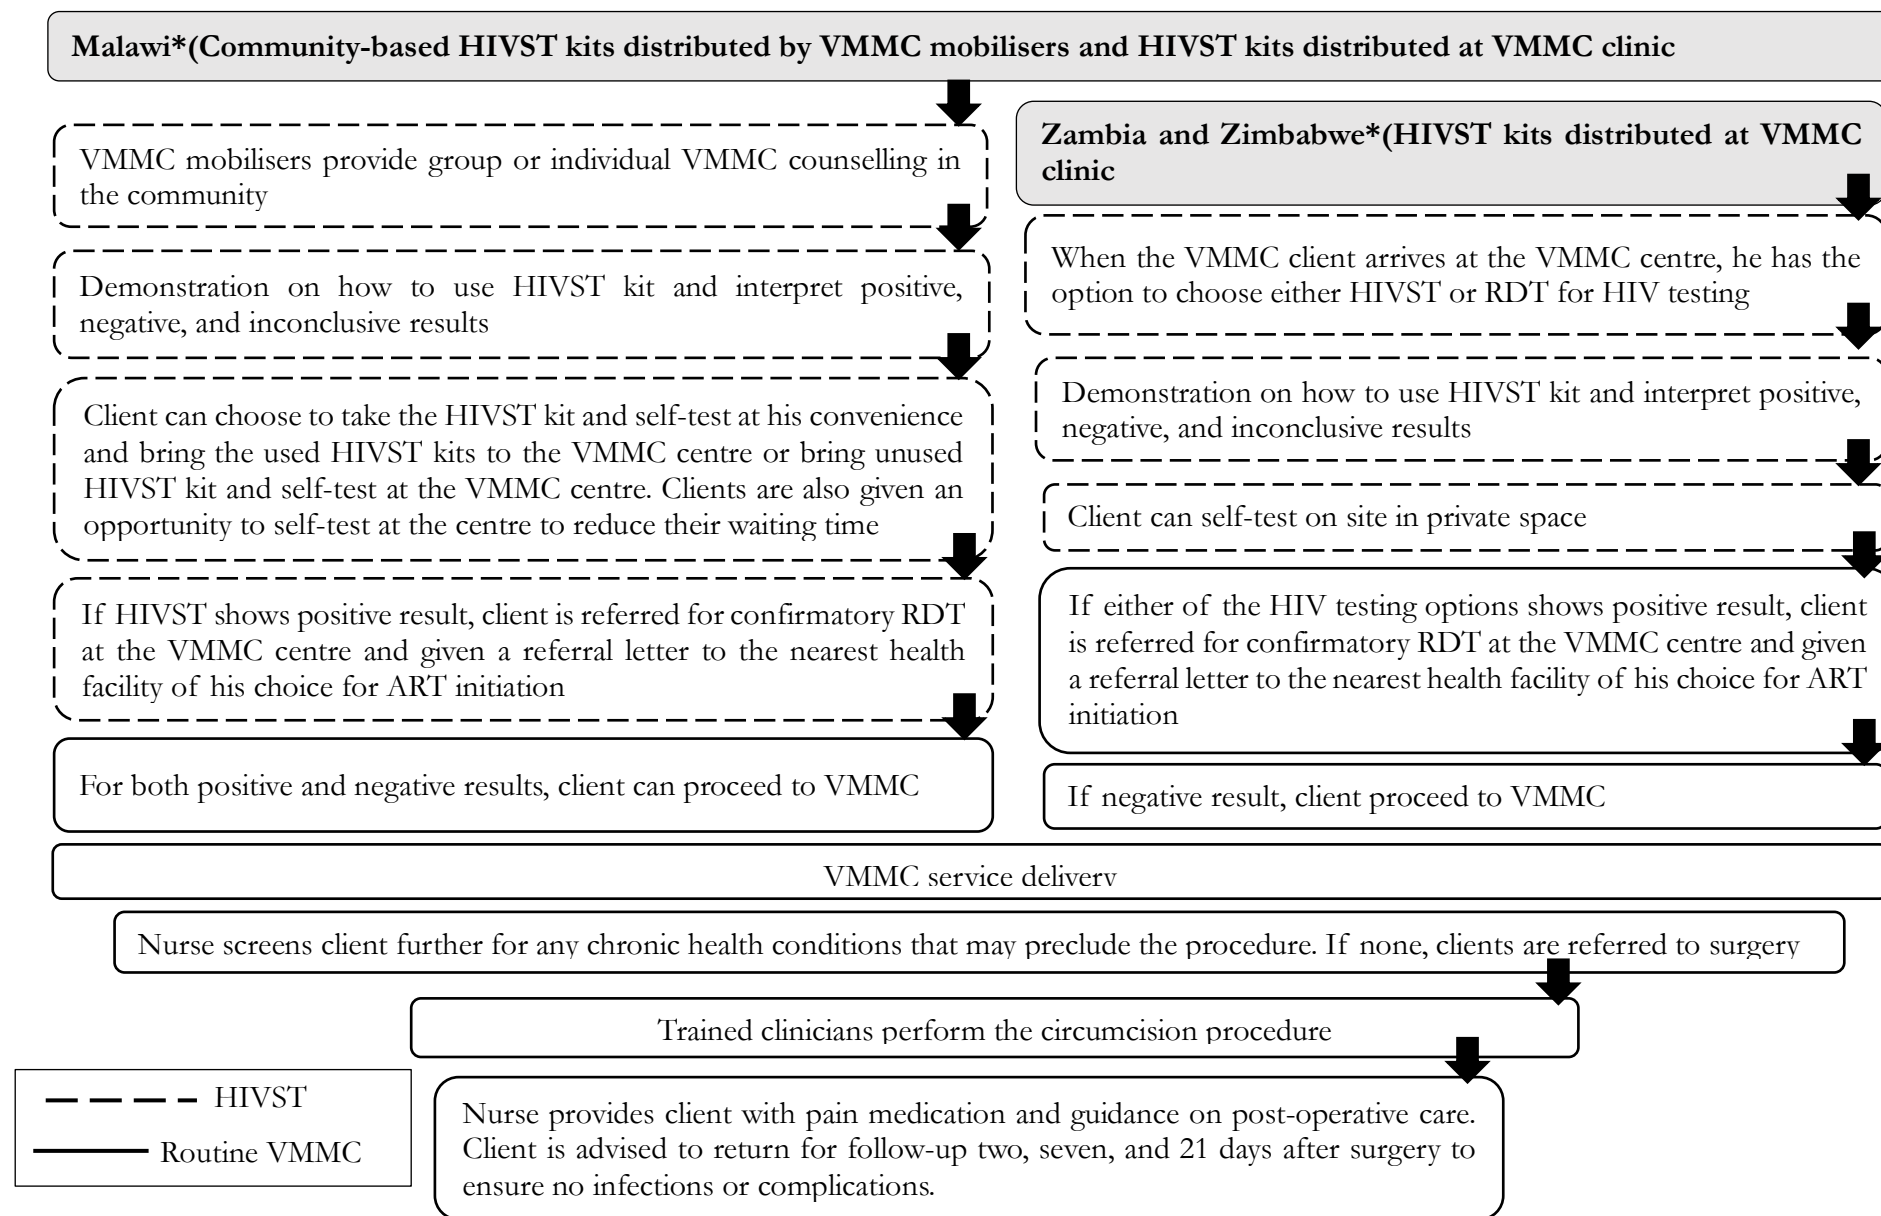 Malawi*(Community-based HIVST kits distributed by VMMC mobilisers and HIVST kits distributed at VMMC clinic
VMMC mobilisers provide group or individual VMMC counselling in
the community
Demonstration on how to use HIVST kit and interpret positive,
negative, and inconclusive results
Client can choose to take the HIVST kit and self-test at his convenience
and bring the used HIVST kits to the VMMC centre or bring unused
HIVST kit and self-test at the VMMC centre. Clients are also given an
opportunity to self-test at the centre to reduce their waiting time
If HIVST shows positive result, client is referred for confirmatory RDT
at the VMMC centre and given a referral letter to the nearest health
facility of his choice for ART initiation
For both positive and negative results, client can proceed to VMMC
Zambia and Zimbabwe*(HIVST kits distributed at VMMC
clinic
When the VMMC client arrives at the VMMC centre, he has the
option to choose either HIVST or RDT for HIV testing
Demonstration on how to use HIVST kit and interpret positive,
negative, and inconclusive results
Client can self-test on site in private space
If either of the HIV testing options shows positive result, client
is referred for confirmatory RDT at the VMMC centre and given
a referral letter to the nearest health facility of his choice for ART
initiation
If negative result, client proceed to VMMC
VMMC service delivery
Nurse screens client further for any chronic health conditions that may preclude the procedure. If none, clients are referred to surgery
Trained clinicians perform the circumcision procedure
Nurse provides client with pain medication and guidance on post-operative care.
Client is advised to return for follow-up two, seven, and 21 days after surgery to
ensure no infections or complications.
HIVST
Routine VMMC